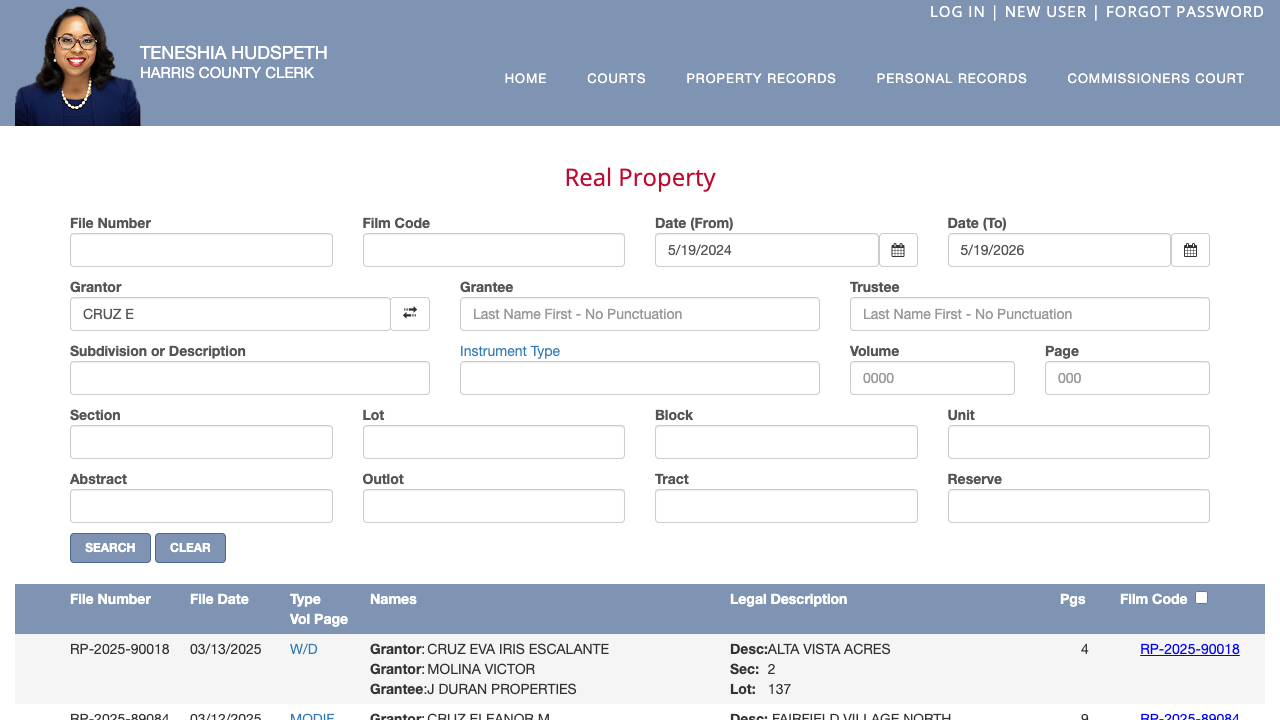 LOG IN | NEW USER | FORGOT PASSWORD
TENESHIA HUDSPETH
HARRIS COUNTY CLERK
HOME COURTS PROPERTY RECORDS PERSONAL RECORDS COMMISSIONERS COURT
Real Property
File Number Film Code Date (From) Date (To)
5/19/2024 5/19/2026
Grantor Grantee Trustee
CRUZ E Last Name First - No Punctuation Last Name First - No Punctuation
Subdivision or Description Instrument Type Volume Page
0000 000
Section Lot Block Unit
Abstract Outlot Tract Reserve
SEARCH CLEAR
File Number File Date Type Names Legal Description Pgs Film Code
Vol Page
RP-2025-90018 03/13/2025 W/D Grantor: CRUZ EVA IRIS ESCALANTE Desc:ALTA VISTA ACRES 4 RP-2025-90018
Grantor: MOLINA VICTOR Sec: 2
Grantee:J DURAN PROPERTIES Lot: 137
RP-2025-89084 03/12/2025 MODIF Grantor: CRUZ ELEANOR M Desc: FAIRFIELD VILLAGE NORTH 9 RP-2025-89084